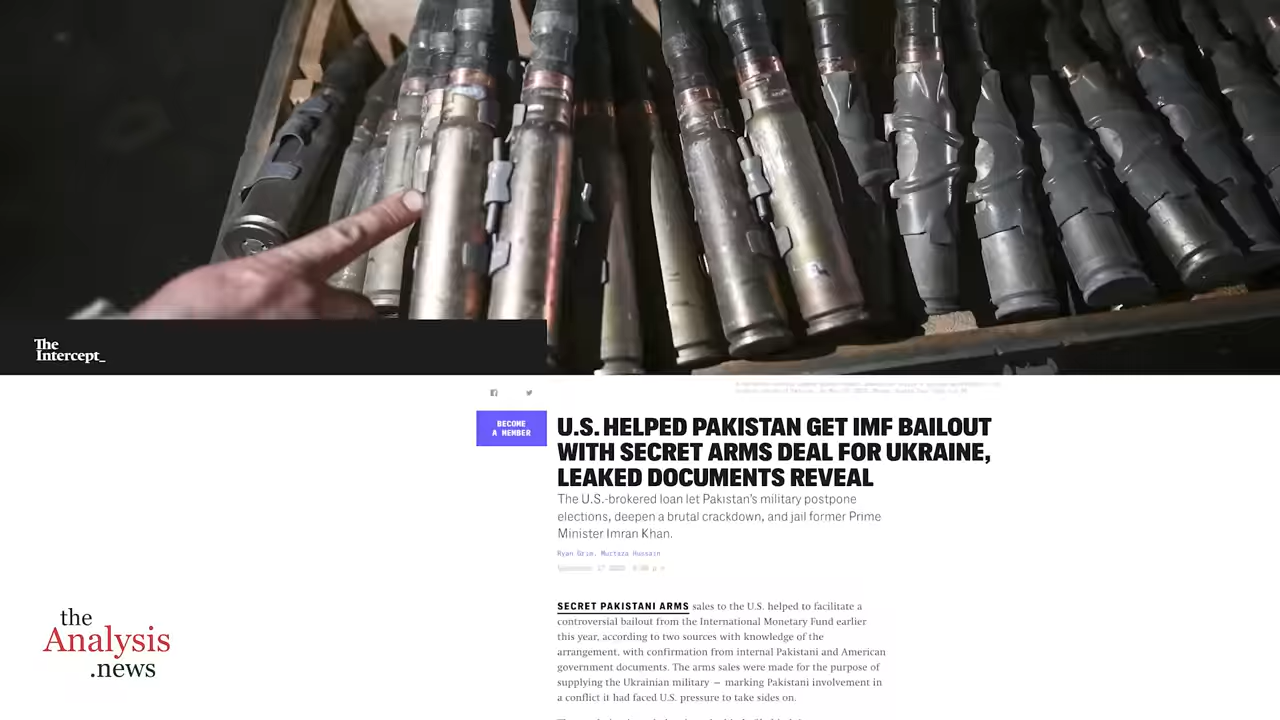 The
Intercept_
BECOME
A MEMBER
U.S. HELPED PAKISTAN GET IMF BAILOUT
WITH SECRET ARMS DEAL FOR UKRAINE,
LEAKED DOCUMENTS REVEAL
The U.S.-brokered loan let Pakistan's military postpone
elections, deepen a brutal crackdown, and jail former Prime
Minister Imran Khan.
Ryan Grim, Murtaza Hussain
SECRET PAKISTANI ARMS sales to the U.S. helped to facilitate a
controversial bailout from the International Monetary Fund earlier
this year, according to two sources with knowledge of the
arrangement, with confirmation from internal Pakistani and American
government documents. The arms sales were made for the purpose of
supplying the Ukrainian military — marking Pakistani involvement in
a conflict it had faced U.S. pressure to take sides on.
the
Analysis
.news